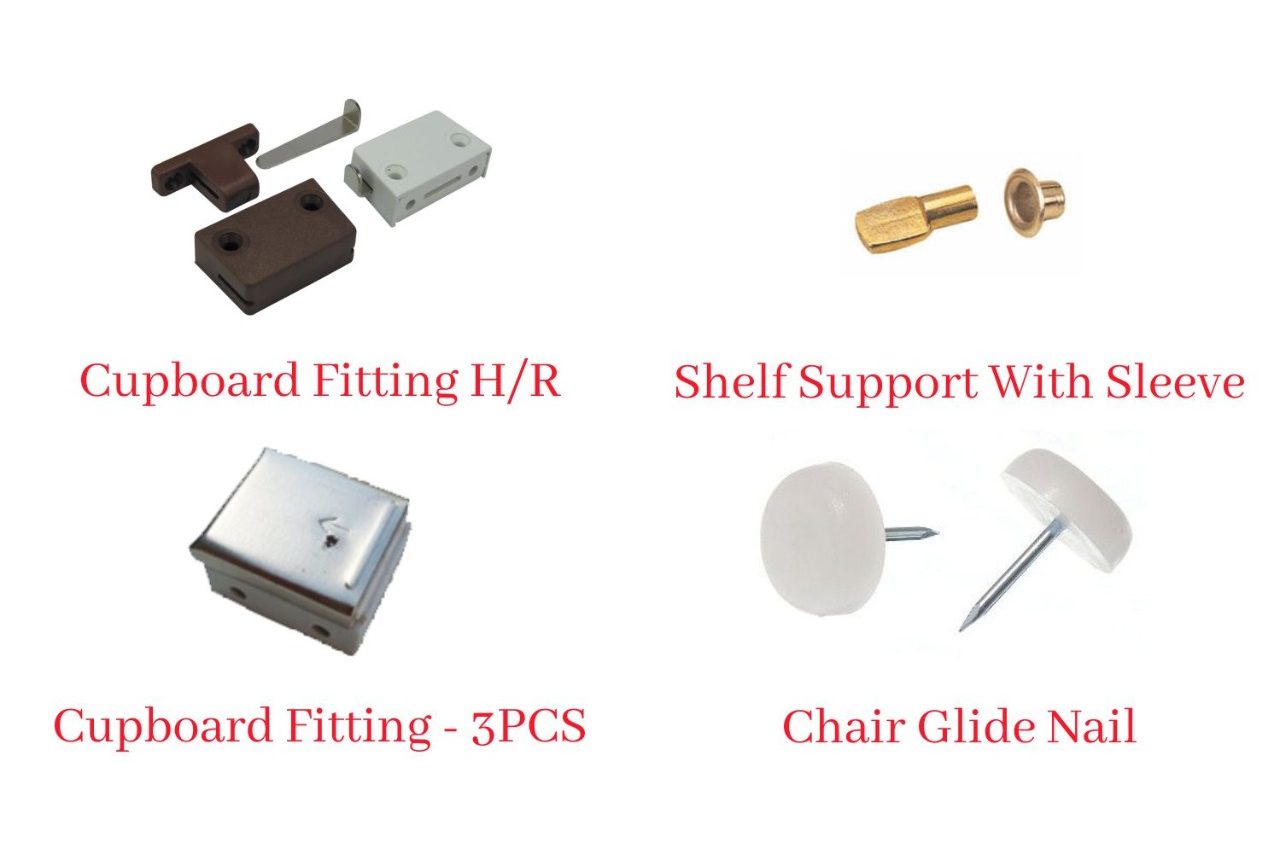 Cupboard Fitting H/R
Shelf Support With Sleeve
Cupboard Fitting - 3PCS
Chair Glide Nail